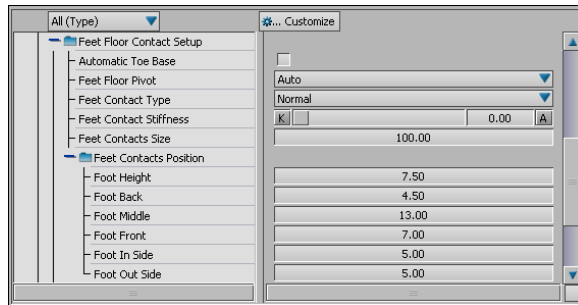 All (Type) ... Customize
Feet Floor Contact Setup
Automatic Toe Base
Feet Floor Pivot Auto
Feet Contact Type Normal
Feet Contact Stiffness K 0.00 A
Feet Contacts Size 100.00
Feet Contacts Position
Foot Height 7.50
Foot Back 4.50
Foot Middle 13.00
Foot Front 7.00
Foot In Side 5.00
Foot Out Side 5.00